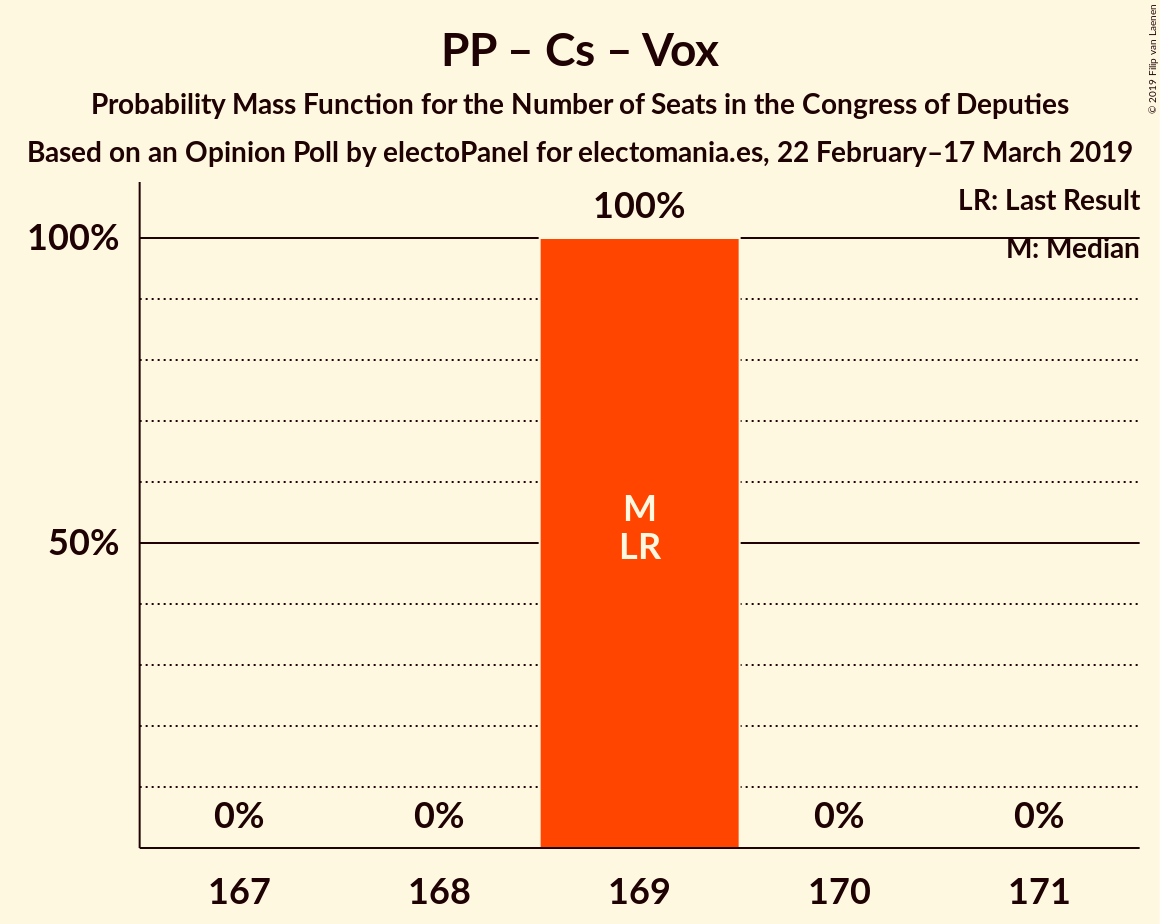 PP – Cs – Vox
Probability Mass Function for the Number of Seats in the Congress of Deputies
Based on an Opinion Poll by electoPanel for electomania.es, 22 February–17 March 2019
© 2019 Filip van Laenen
LR: Last Result
M: Median
100%
100%
50%
M
LR
0%
0%
0%
0%
167
168
169
170
171